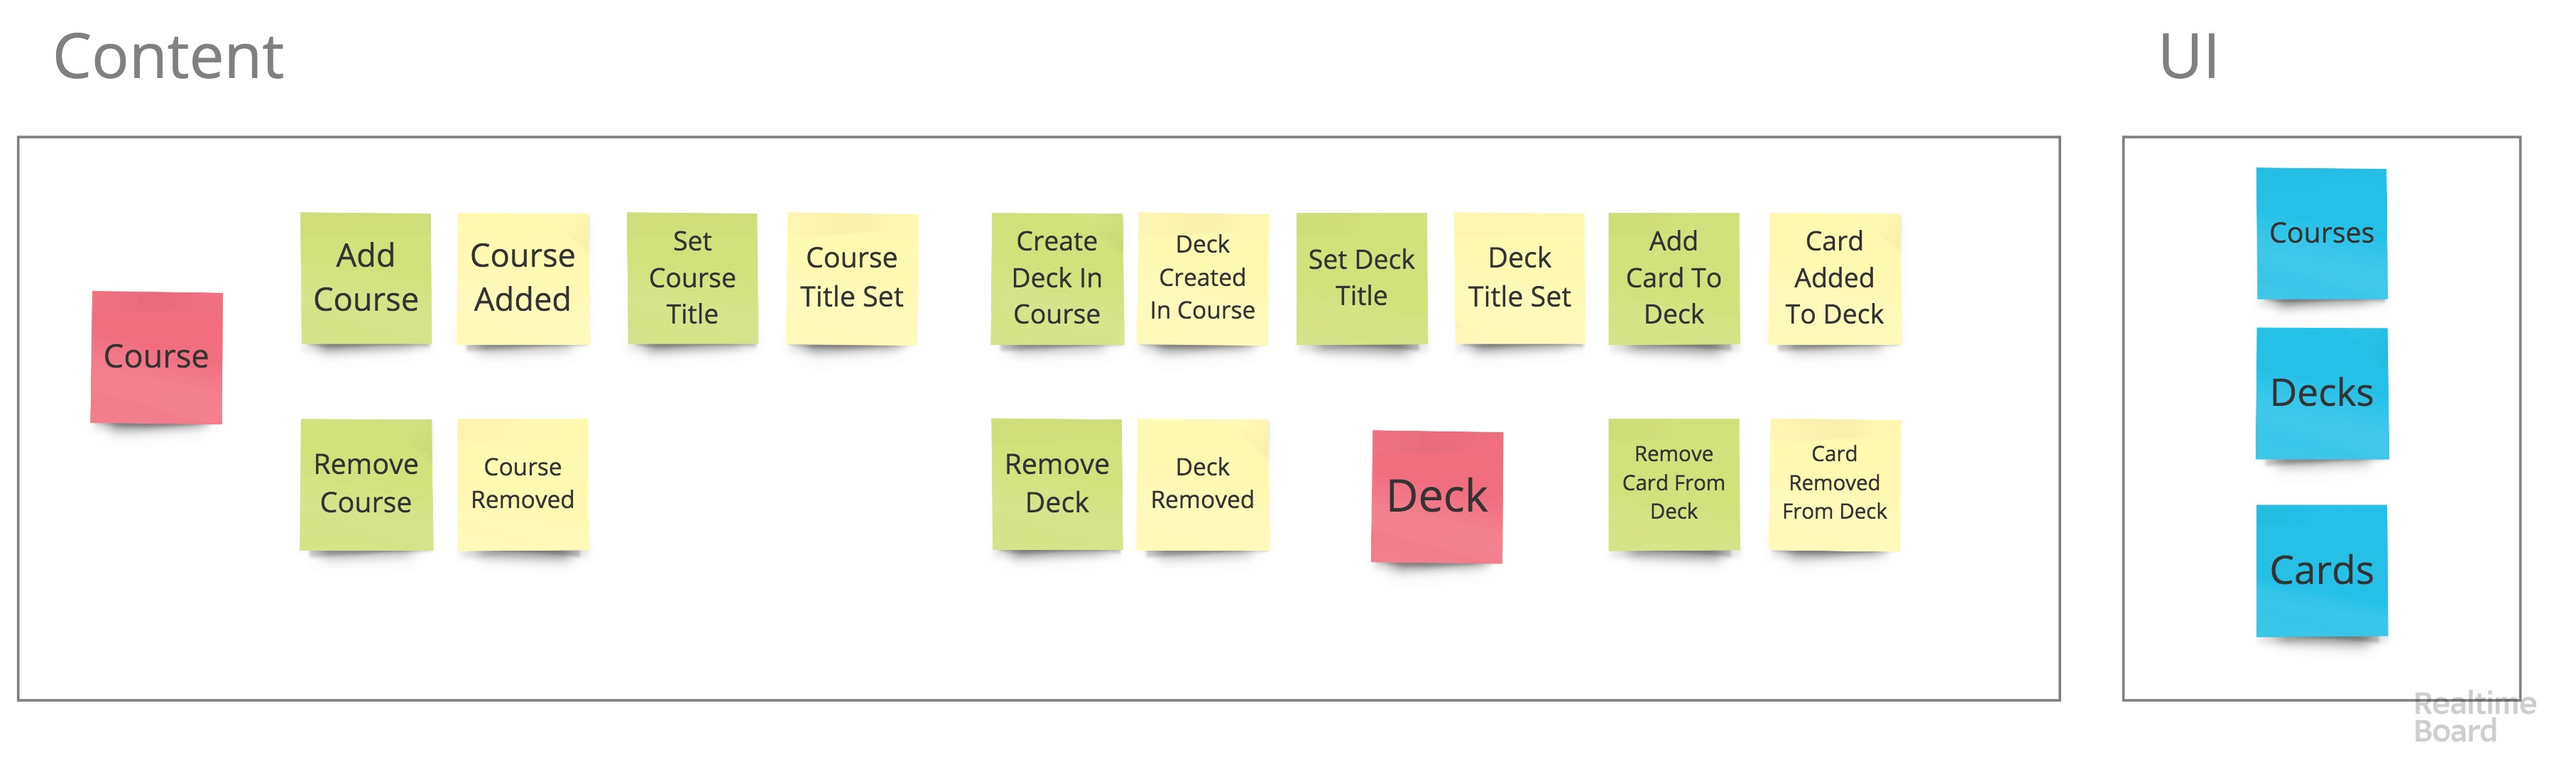 Content
UI
Course
Add
Course
Course
Added
Set
Course
Title
Course
Title Set
Create
Deck In
Course
Deck
Created
In Course
Set Deck
Title
Deck
Title Set
Add
Card To
Deck
Card
Added
To Deck
Remove
Course
Course
Removed
Remove
Deck
Deck
Removed
Deck
Remove
Card From
Deck
Card
Removed
From Deck
Courses
Decks
Cards
Realtime
Board